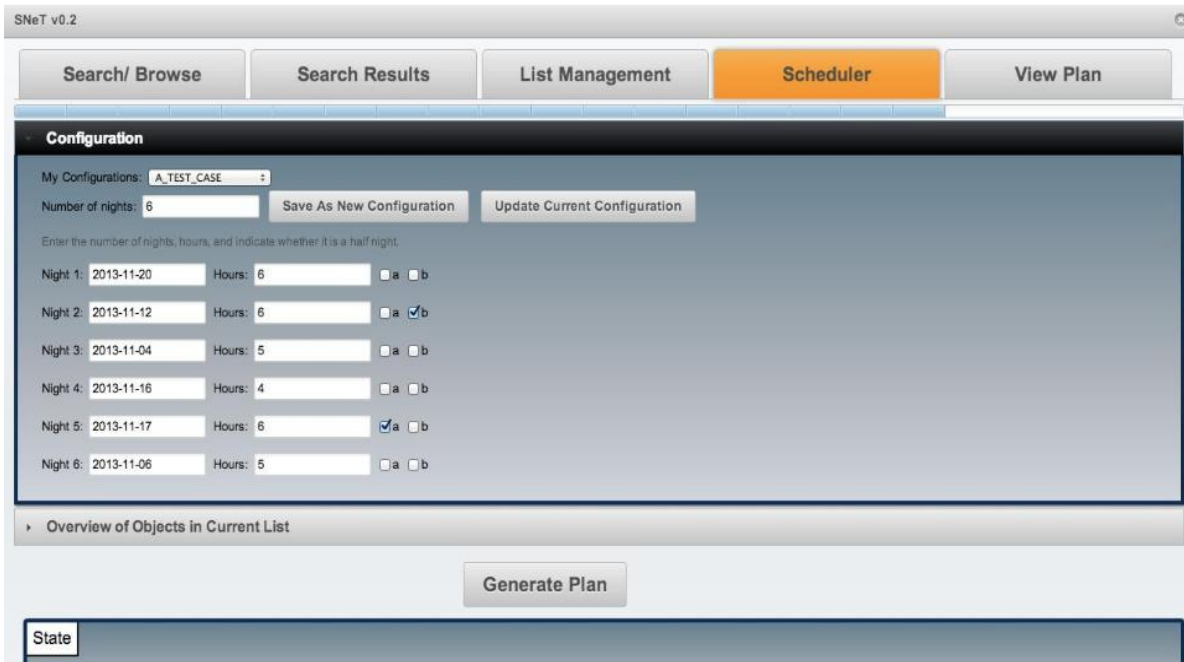 SNeT v0.2
Search/ Browse Search Results List Management Scheduler View Plan
Configuration
My Configurations: A_TEST_CASE
Number of nights: 6 Save As New Configuration Update Current Configuration
Enter the number of nights, hours, and indicate whether it is a half night.
Night 1: 2013-11-20 Hours: 6 a b
Night 2: 2013-11-12 Hours: 6 a b
Night 3: 2013-11-04 Hours: 5 a b
Night 4: 2013-11-16 Hours: 4 a b
Night 5: 2013-11-17 Hours: 6 a b
Night 6: 2013-11-06 Hours: 5 a b
Overview of Objects in Current List
Generate Plan
State